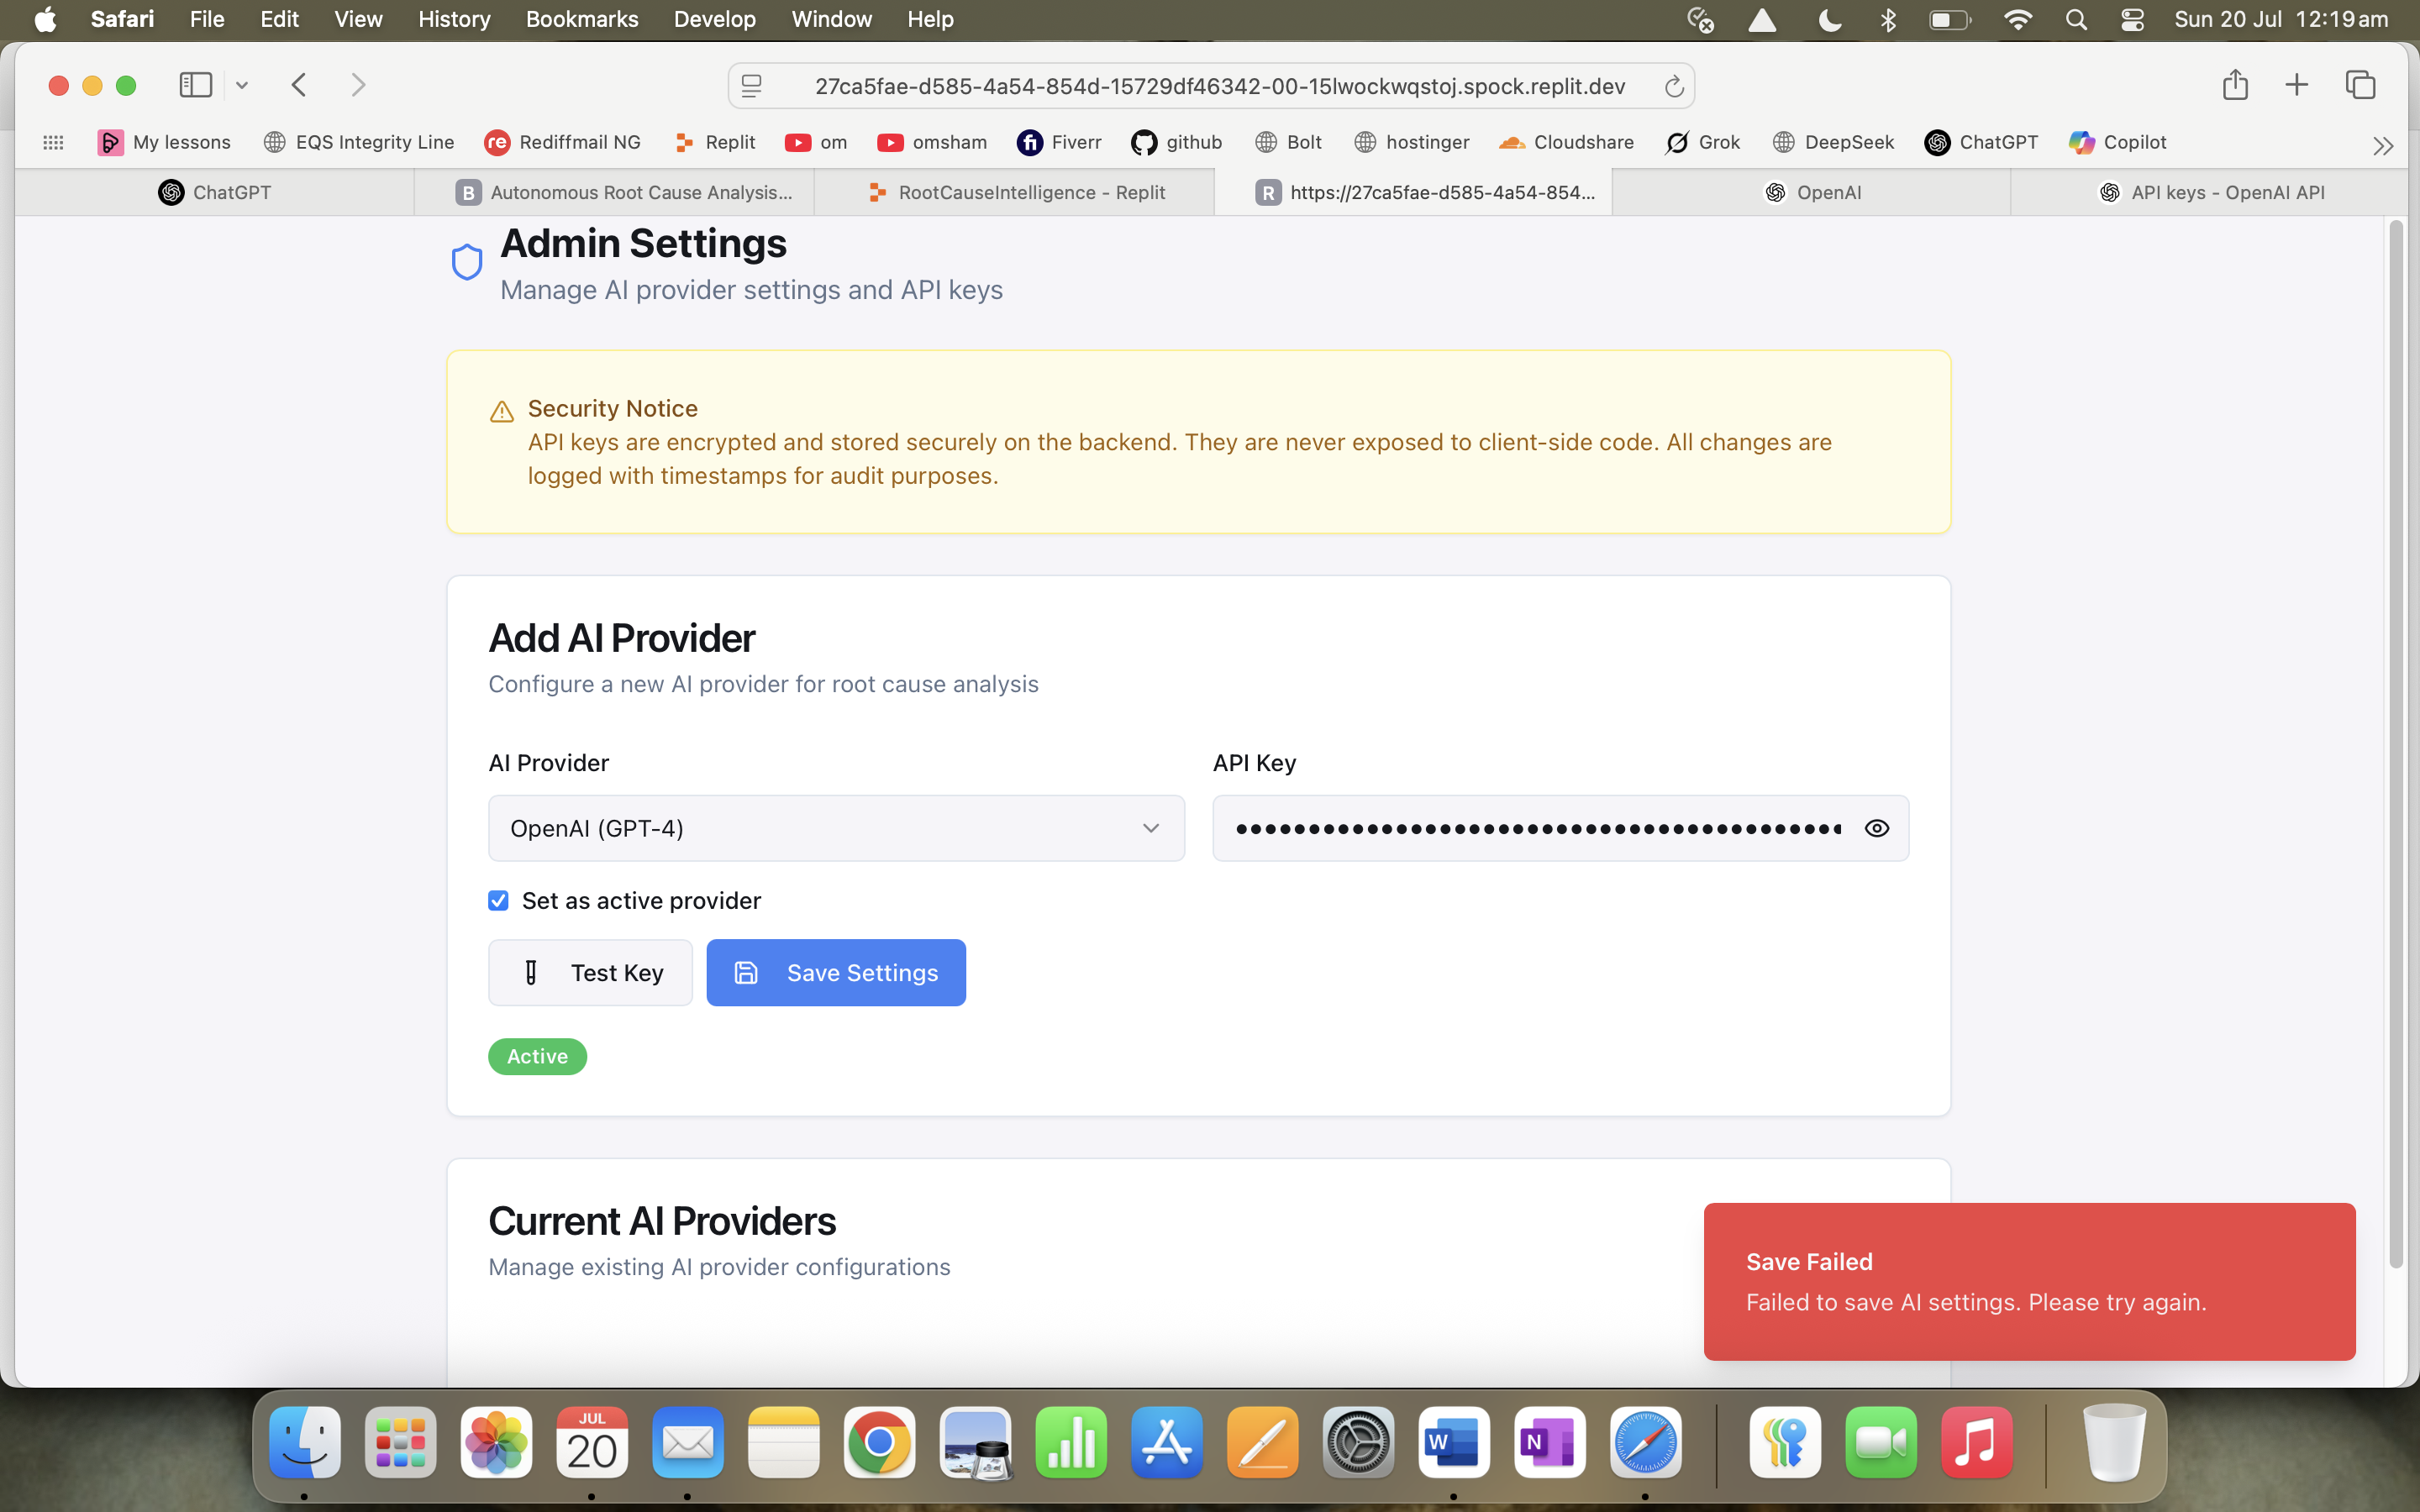 Safari File Edit View History Bookmarks Develop Window Help Sun 20 Jul 12:19 am
27ca5fae-d585-4a54-854d-15729df46342-00-15lwockwqstoj.spock.replit.dev
My lessons EQS Integrity Line re Rediffmail NG Replit om omsham fi Fiverr github Bolt hostinger Cloudshare Grok DeepSeek ChatGPT Copilot
ChatGPT B Autonomous Root Cause Analysis... RootCauseIntelligence - Replit R https://27ca5fae-d585-4a54-854... OpenAI API keys - OpenAI API
Admin Settings
Manage AI provider settings and API keys
Security Notice
API keys are encrypted and stored securely on the backend. They are never exposed to client-side code. All changes are
logged with timestamps for audit purposes.
Add AI Provider
Configure a new AI provider for root cause analysis
AI Provider API Key
OpenAI (GPT-4)
Set as active provider
Test Key Save Settings
Active
Current AI Providers
Manage existing AI provider configurations
Save Failed
Failed to save AI settings. Please try again.
JUL
20
W N